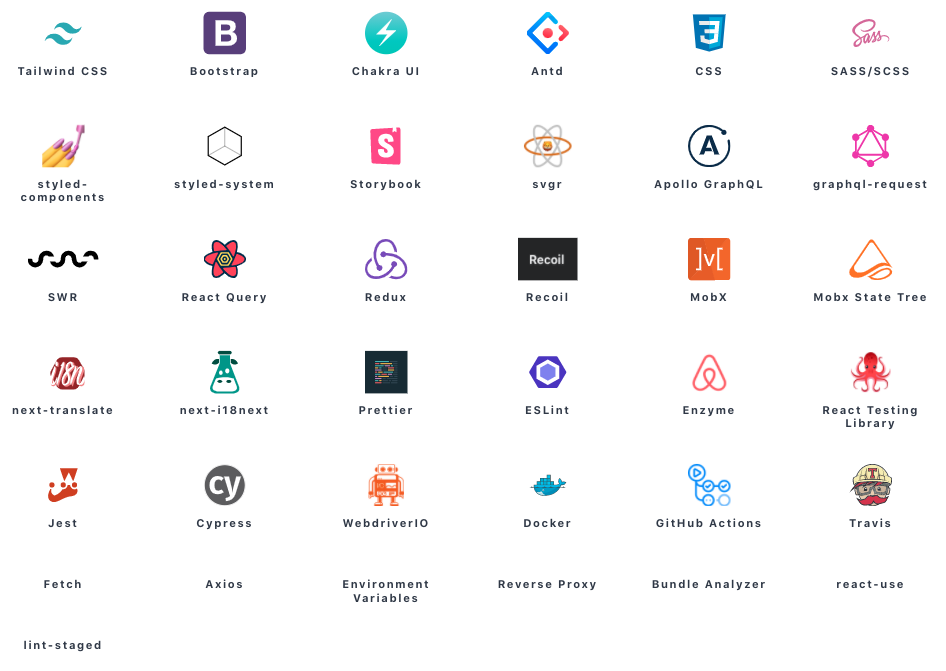 B
3
Sass
Tailwind CSS
Bootstrap
Chakra UI
Antd
CSS
SASS/SCSS
S
A
styled-
components
styled-system
Storybook
svgr
Apollo GraphQL
graphql-request
Recoil
]v[
SWR
React Query
Redux
Recoil
MobX
Mobx State Tree
i18n
next-translate
next-i18next
Prettier
ESLint
Enzyme
React Testing
Library
cy
T
Jest
Cypress
WebdriverIO
Docker
GitHub Actions
Travis
Fetch
Axios
Environment
Variables
Reverse Proxy
Bundle Analyzer
react-use
lint-staged